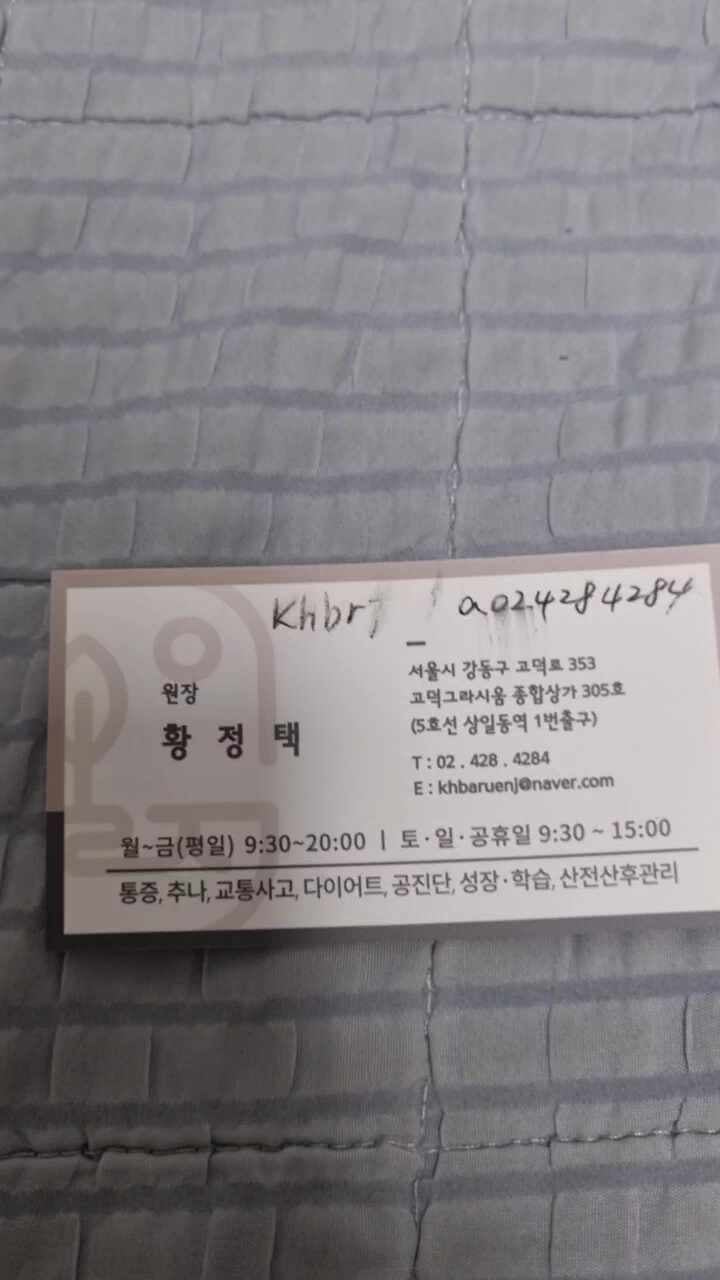 khbr a024284284
원장
황 정 택
서울시 강동구 고덕로 353
고덕그라시움 종합상가 305호
(5호선 상일동역 1번출구)
T : 02 . 428 . 4284
E : khbaruenj@naver.com
월~금(평일) 9:30~20:00 | 토·일·공휴일 9:30 ~ 15:00
통증, 추나, 교통사고, 다이어트, 공진단, 성장·학습, 산전산후관리